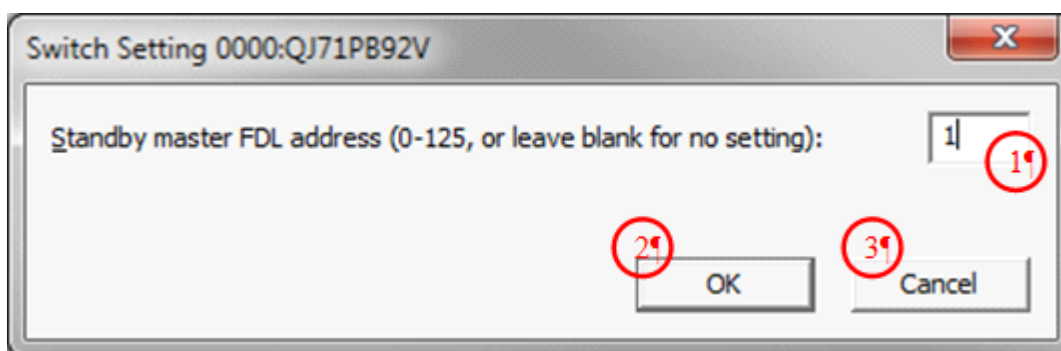 Switch Setting 0000:QJ71PB92V
Standby master FDL address (0-125, or leave blank for no setting): 1
1¶
2¶ 3¶
OK Cancel